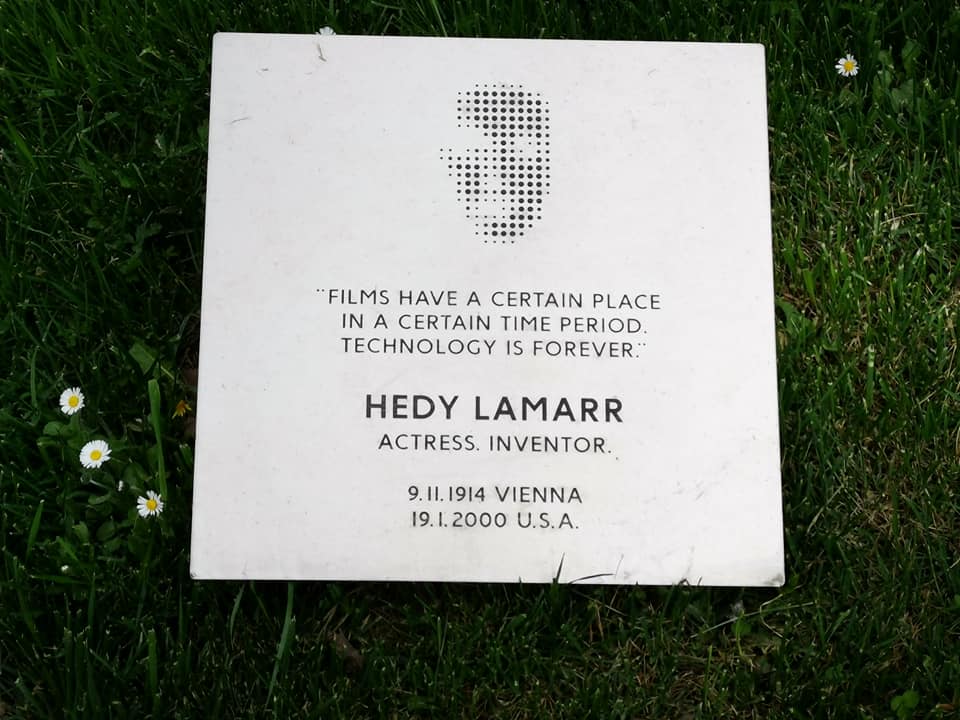 ¨FILMS HAVE A CERTAIN PLACE
IN A CERTAIN TIME PERIOD.
TECHNOLOGY IS FOREVER.¨
HEDY LAMARR
ACTRESS. INVENTOR.
9.11.1914 VIENNA
19.1.2000 U.S.A.